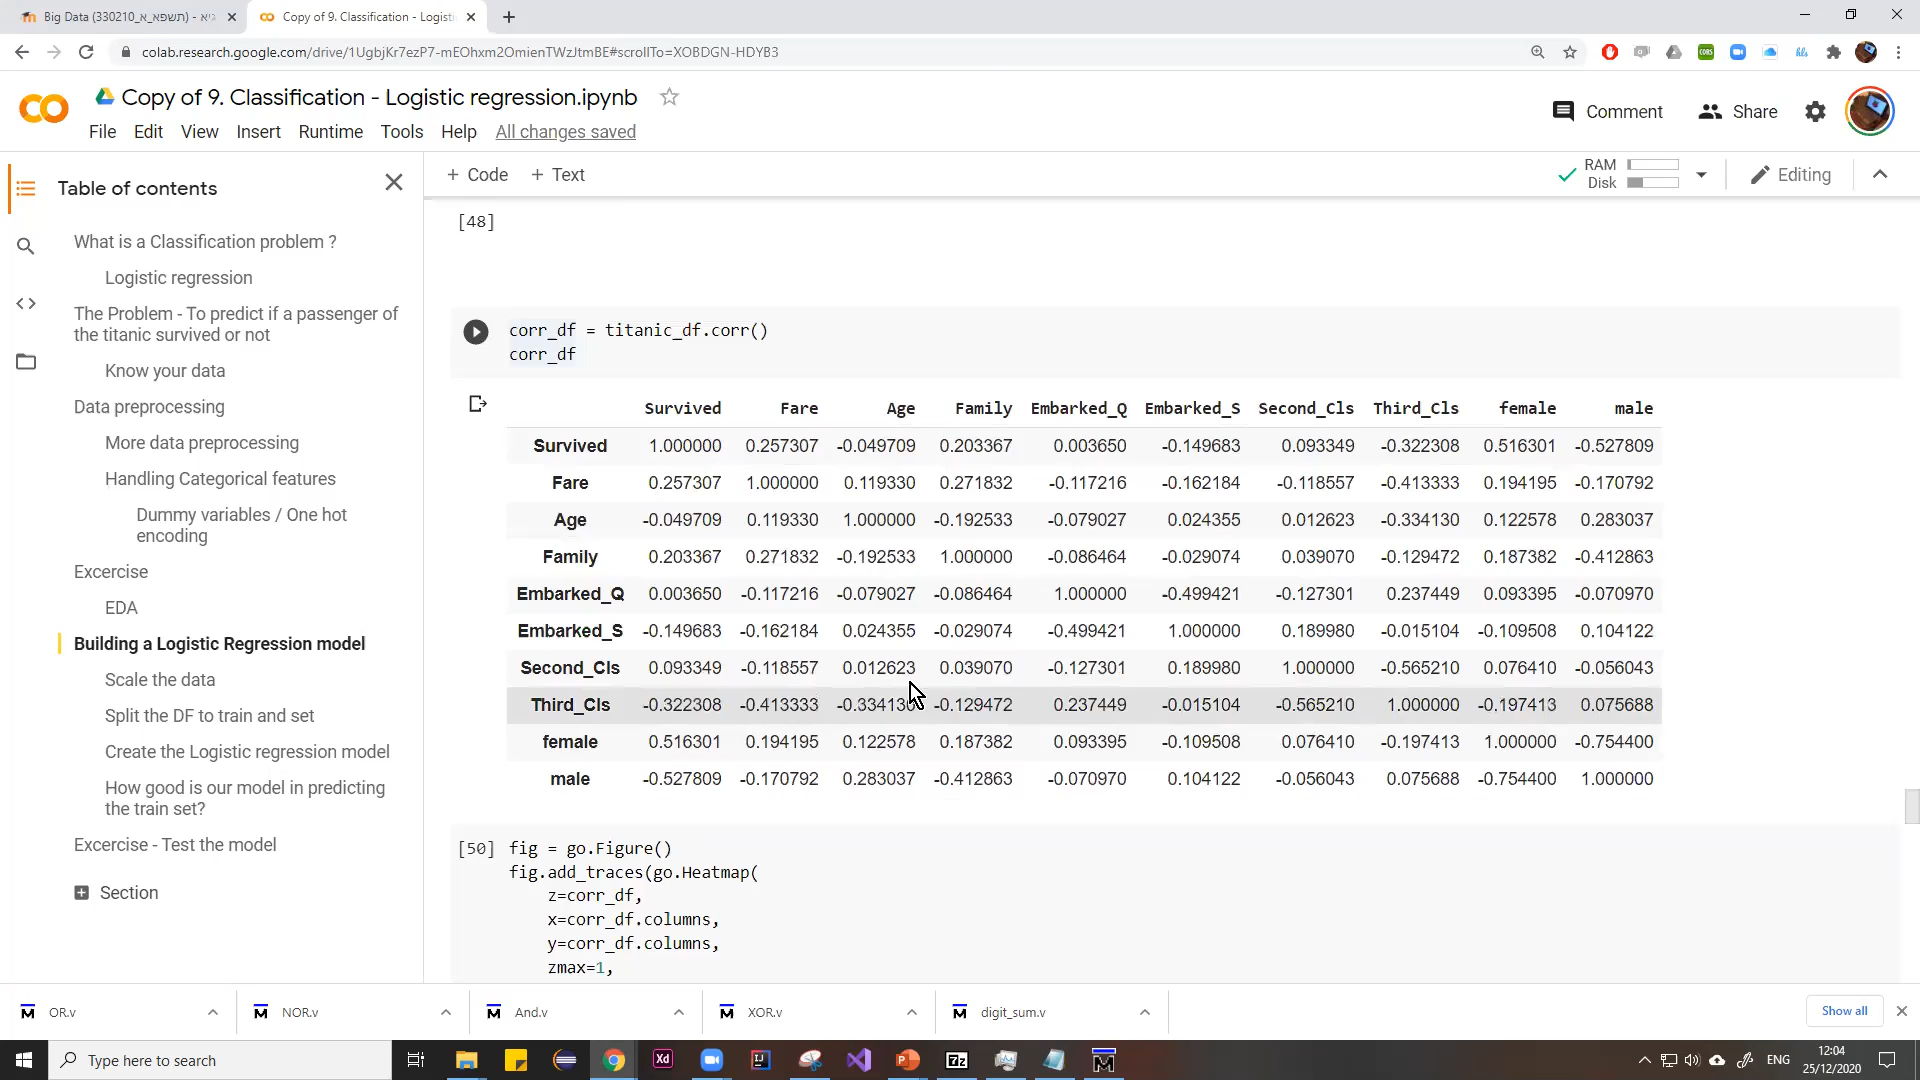 Big Data (330210_תשפא_א) - גיא
Copy of 9. Classification - Logisti
colab.research.google.com/drive/1UgbjKr7ezP7-mEOhxm2OmienTWzJtmBE#scrollTo=XOBDGN-HDYB3
Copy of 9. Classification - Logistic regression.ipynb
Comment
Share
File Edit View Insert Runtime Tools Help All changes saved
+ Code + Text
RAM
Disk
Editing
Table of contents
What is a Classification problem ?
Logistic regression
The Problem - To predict if a passenger of
the titanic survived or not
Know your data
Data preprocessing
More data preprocessing
Handling Categorical features
Dummy variables / One hot
encoding
Excercise
EDA
Building a Logistic Regression model
Scale the data
Split the DF to train and set
Create the Logistic regression model
How good is our model in predicting
the train set?
Excercise - Test the model
Section
[48]
corr_df = titanic_df.corr()
corr_df
Survived Fare Age Family Embarked_Q Embarked_S Second_Cls Third_Cls female male
Survived 1.000000 0.257307 -0.049709 0.203367 0.003650 -0.149683 0.093349 -0.322308 0.516301 -0.527809
Fare 0.257307 1.000000 0.119330 0.271832 -0.117216 -0.162184 -0.118557 -0.413333 0.194195 -0.170792
Age -0.049709 0.119330 1.000000 -0.192533 -0.079027 0.024355 0.012623 -0.334130 0.122578 0.283037
Family 0.203367 0.271832 -0.192533 1.000000 -0.086464 -0.029074 0.039070 -0.129472 0.187382 -0.412863
Embarked_Q 0.003650 -0.117216 -0.079027 -0.086464 1.000000 -0.499421 -0.127301 0.237449 0.093395 -0.070970
Embarked_S -0.149683 -0.162184 0.024355 -0.029074 -0.499421 1.000000 0.189980 -0.015104 -0.109508 0.104122
Second_Cls 0.093349 -0.118557 0.012623 0.039070 -0.127301 0.189980 1.000000 -0.565210 0.076410 -0.056043
Third_Cls -0.322308 -0.413333 -0.334130 -0.129472 0.237449 -0.015104 -0.565210 1.000000 -0.197413 0.075688
female 0.516301 0.194195 0.122578 0.187382 0.093395 -0.109508 0.076410 -0.197413 1.000000 -0.754400
male -0.527809 -0.170792 0.283037 -0.412863 -0.070970 0.104122 -0.056043 0.075688 -0.754400 1.000000
[50] fig = go.Figure()
fig.add_traces(go.Heatmap(
z=corr_df,
x=corr_df.columns,
y=corr_df.columns,
zmax=1,
OR.v
NOR.v
And.v
XOR.v
digit_sum.v
Show all
Type here to search
ENG
12:04
25/12/2020